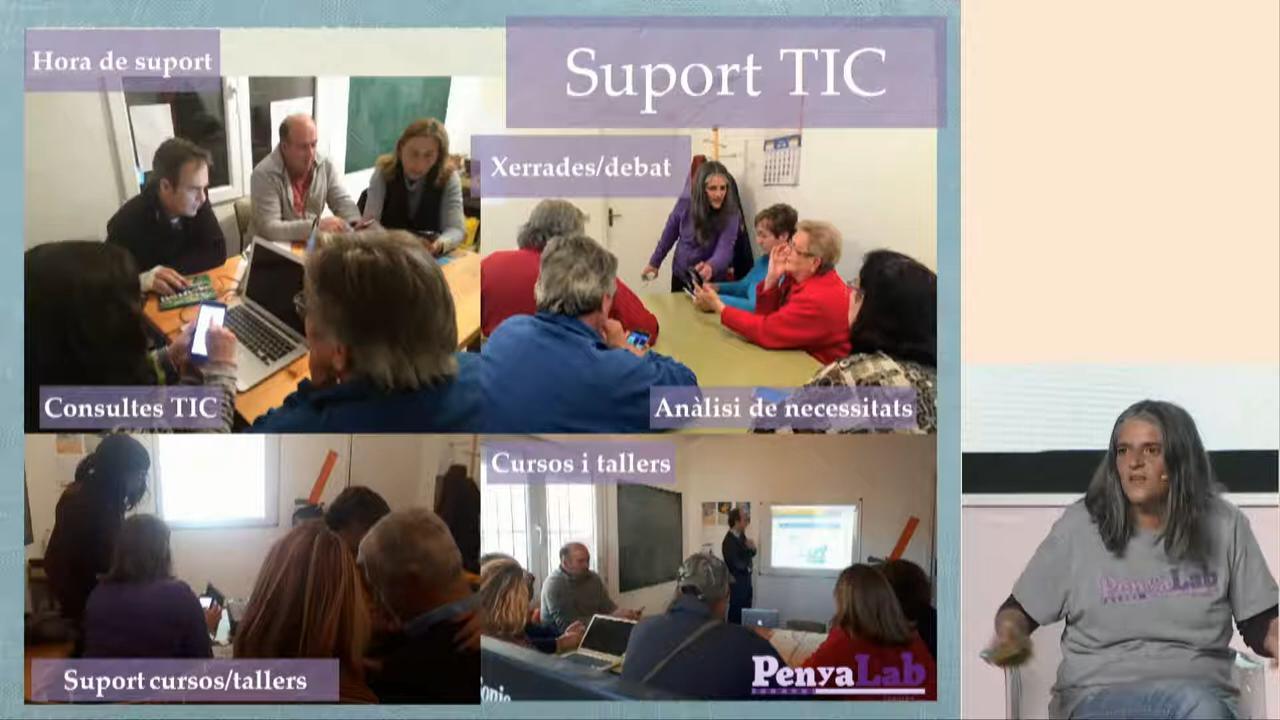 Hora de suport
Suport TIC
Xerrades/debat
Consultes TIC
Anàlisi de necessitats
Cursos i tallers
Suport cursos/tallers
PenyaLab
PenyaLab